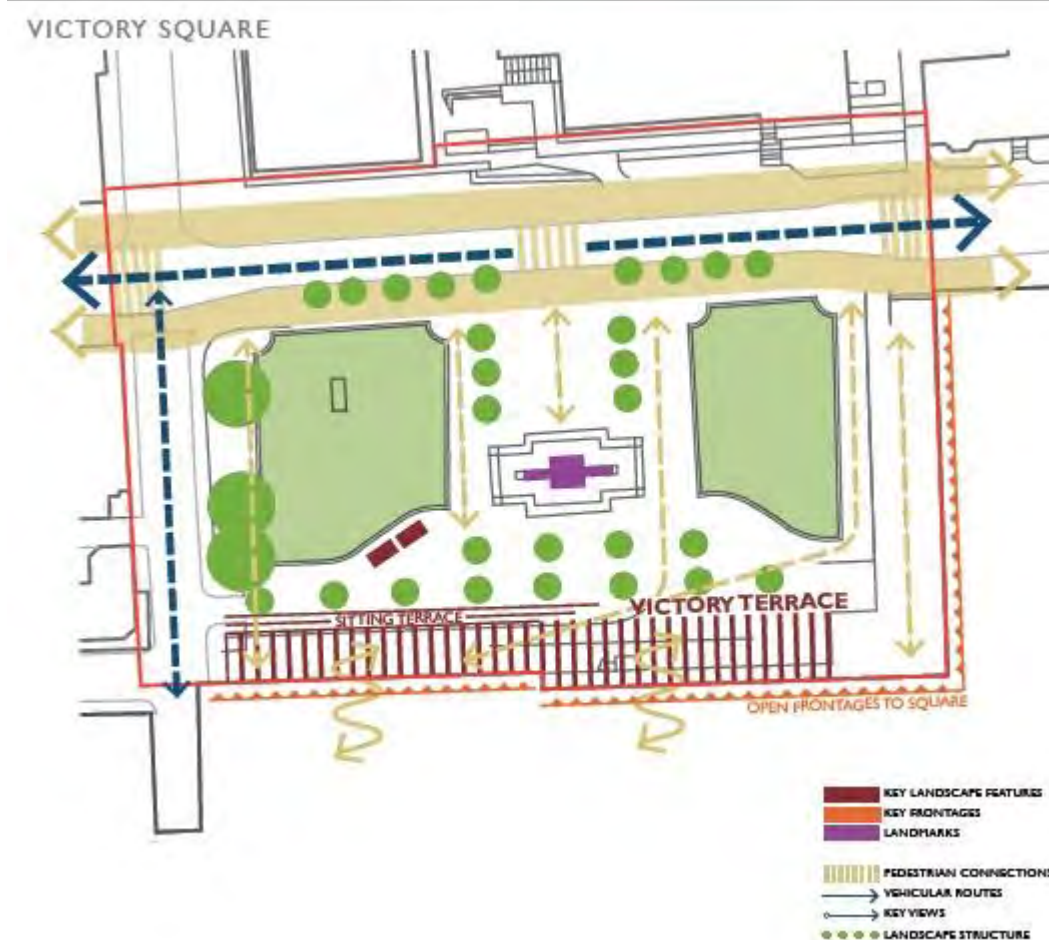 VICTORY SQUARE
SITTING TERRACE
VICTORY TERRACE
OPEN FRONTAGES TO SQUARE
KEY LANDSCAPE FEATURES
KEY FRONTAGES
LANDMARKS
PEDESTRIAN CONNECTIONS
VEHICULAR ROUTES
KEY VIEWS
LANDSCAPE STRUCTURE